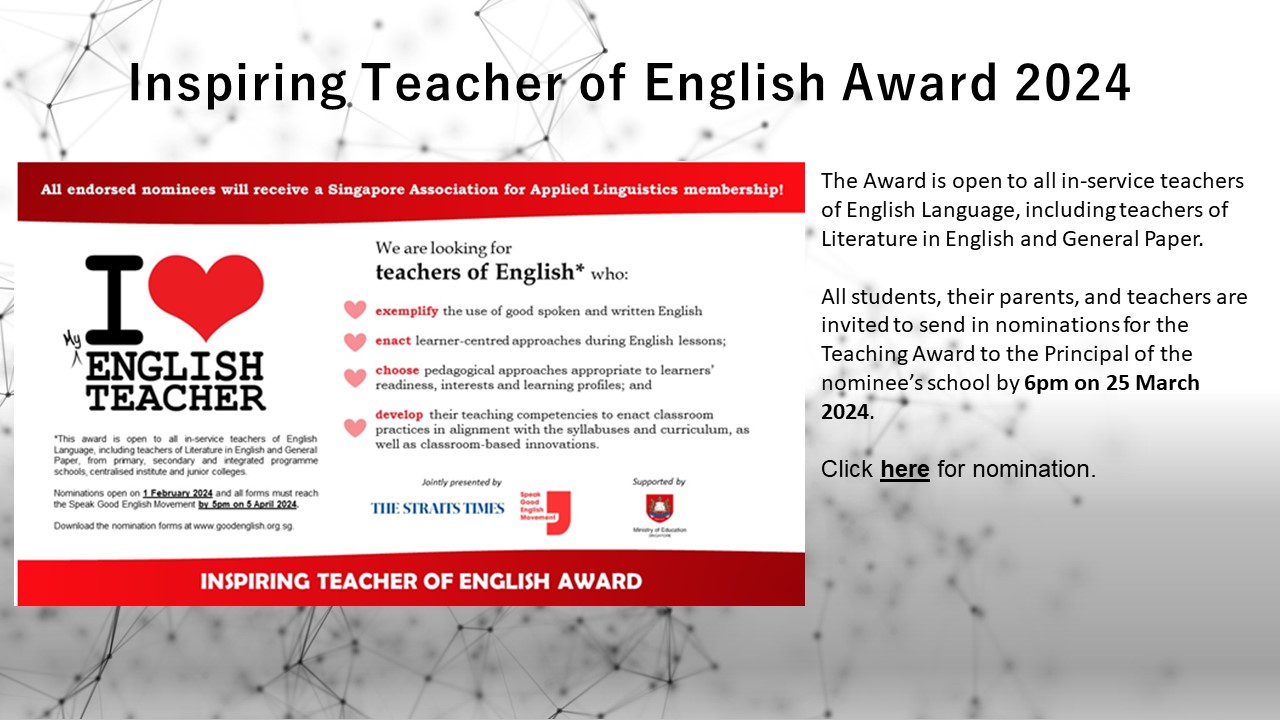 Inspiring Teacher of English Award 2024
All endorsed nominees will receive a Singapore Association for Applied Linguistics membership!
I
My
ENGLISH
TEACHER
*This award is open to all in-service teachers of English
Language, including teachers of Literature in English and General
Paper, from primary, secondary and integrated programme
schools, centralised institute and junior colleges.
Nominations open on 1 February 2024 and all forms must reach
the Speak Good English Movement by 5pm on 5 April 2024.
Download the nomination forms at www.goodenglish.org.sg.
We are looking for
teachers of English* who:
exemplify the use of good spoken and written English
enact learner-centred approaches during English lessons;
choose pedagogical approaches appropriate to learners'
readiness, interests and learning profiles; and
develop their teaching competencies to enact classroom
practices in alignment with the syllabuses and curriculum, as
well as classroom-based innovations.
Jointly presented by
THE STRAITS TIMES
Speak
Good
English
Movement
Supported by
Ministry of Education
SINGAPORE
INSPIRING TEACHER OF ENGLISH AWARD
The Award is open to all in-service teachers
of English Language, including teachers of
Literature in English and General Paper.
All students, their parents, and teachers are
invited to send in nominations for the
Teaching Award to the Principal of the
nominee's school by 6pm on 25 March
2024.
Click here for nomination.